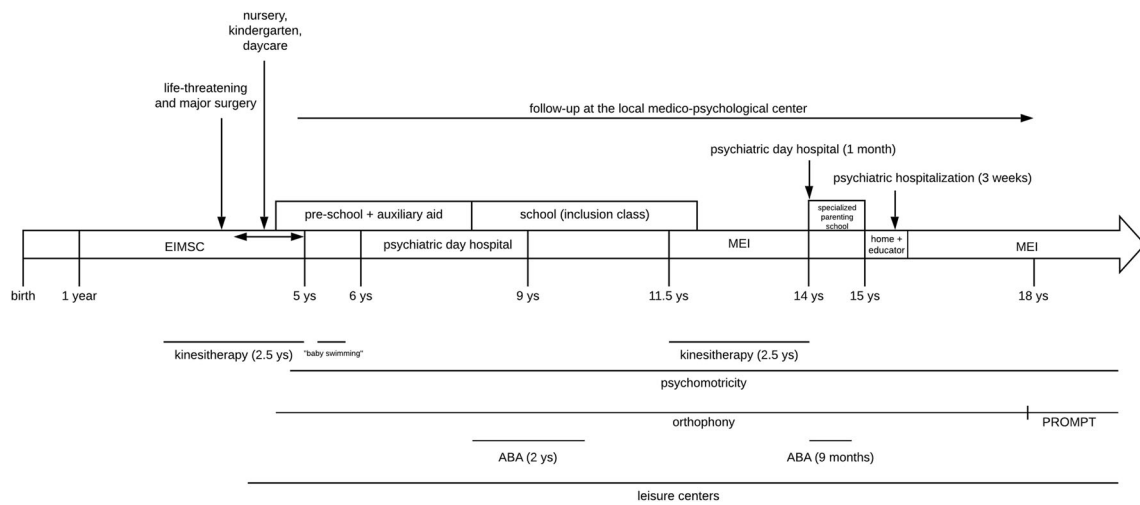 nursery,
kindergarten,
daycare
life-threatening
and major surgery
follow-up at the local medico-psychological center
psychiatric day hospital (1 month)
psychiatric hospitalization (3 weeks)
pre-school + auxiliary aid
school (inclusion class)
specialized
parenting
school
EIMSC
psychiatric day hospital
MEI
home +
educator
MEI
birth
1 year
5 ys
6 ys
9 ys
11.5 ys
14 ys
15 ys
18 ys
kinesitherapy (2.5 ys)
"baby swimming"
kinesitherapy (2.5 ys)
psychomotricity
orthophony
PROMPT
ABA (2 ys)
ABA (9 months)
leisure centers